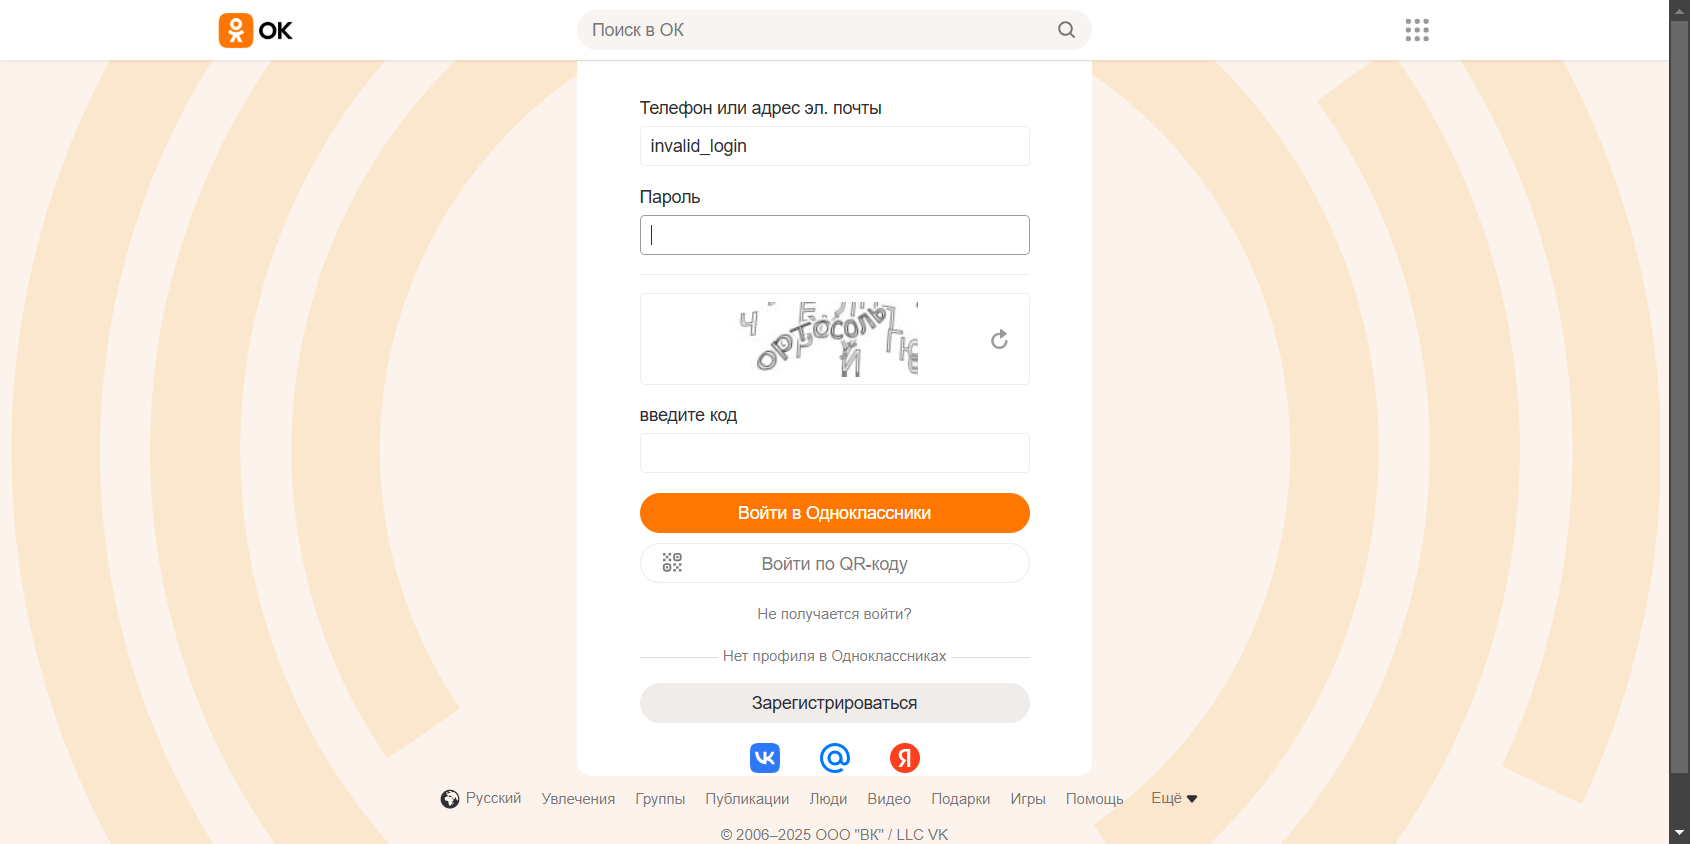 ОК
Поиск в ОК
Телефон или адрес эл. почты
invalid_login
Пароль
ортосоль
введите код
Войти в Одноклассники
Войти по QR-коду
Не получается войти?
Нет профиля в Одноклассниках
Зарегистрироваться
Русский Увлечения Группы Публикации Люди Видео Подарки Игры Помощь Ещё
© 2006–2025 ООО "ВК" / LLC VK